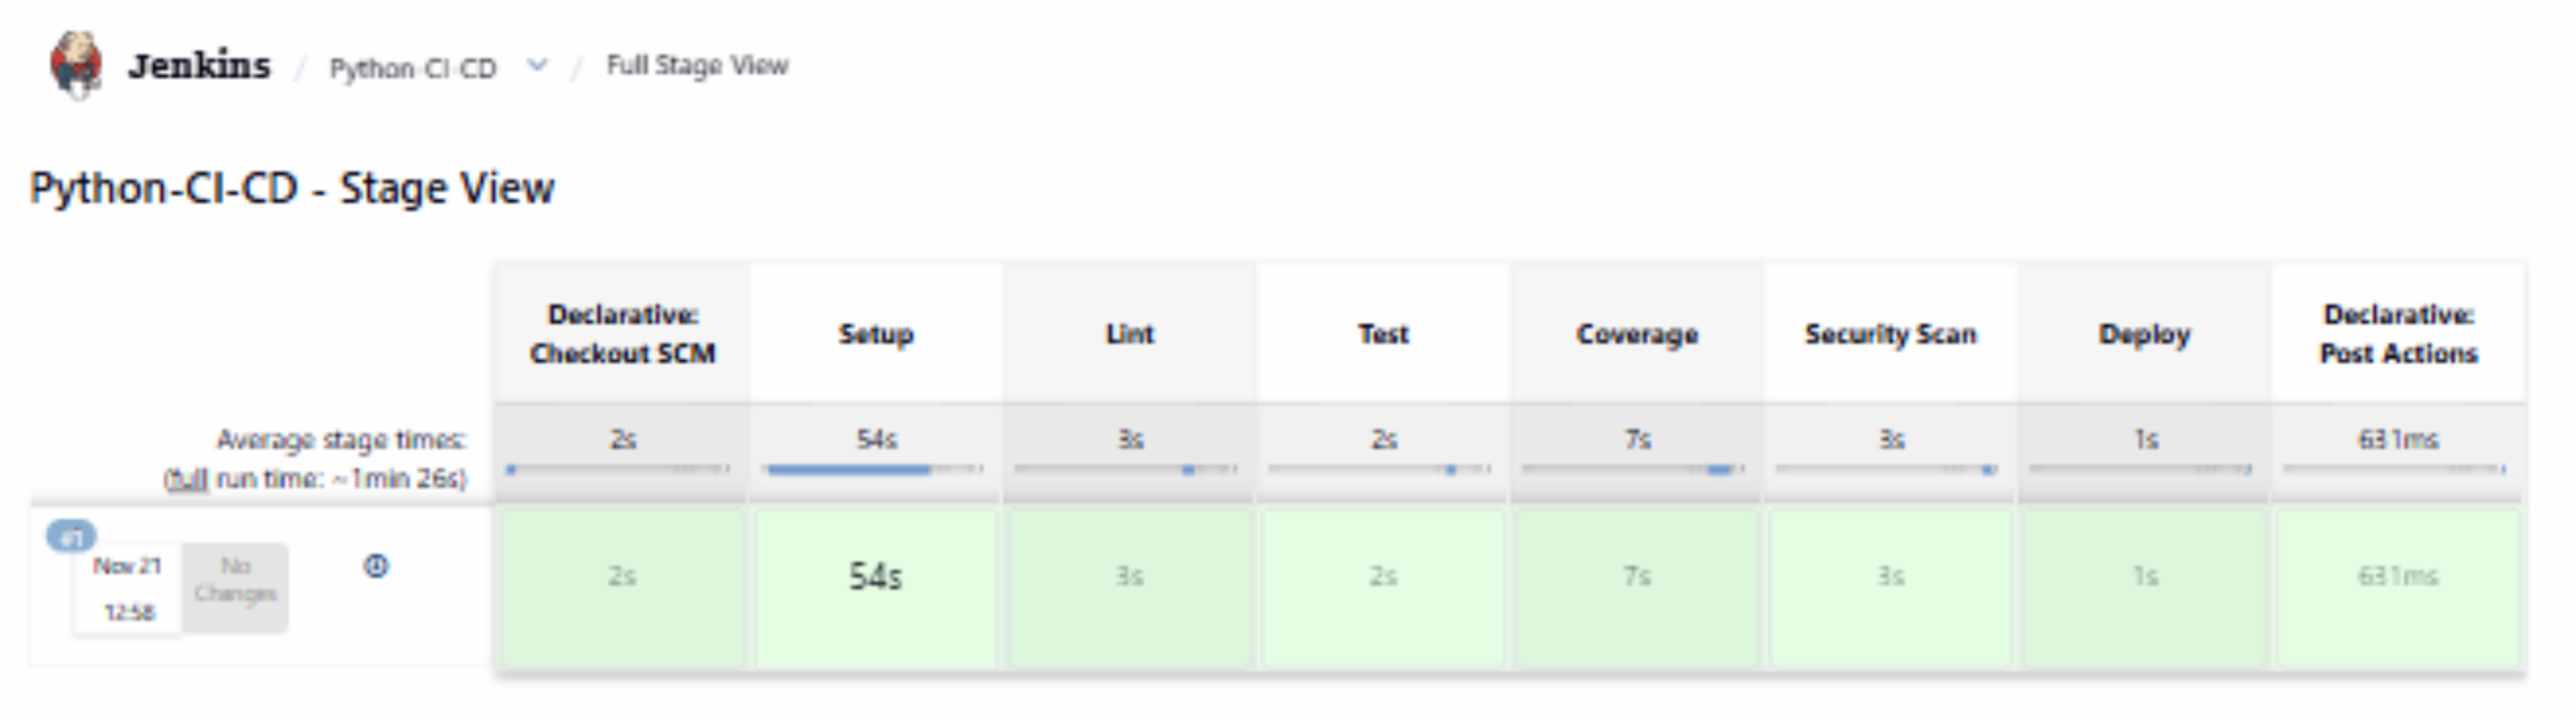 Jenkins / Python-CI-CD / Full Stage View
Python-CI-CD - Stage View
Declarative: Checkout SCM
Setup
Lint
Test
Coverage
Security Scan
Deploy
Declarative: Post Actions
Average stage times:
(full run time: ~1min 26s)
2s
54s
3s
2s
7s
3s
1s
631ms
#1
Nov 21
12:58
No
Changes
2s
54s
3s
2s
7s
3s
1s
631ms